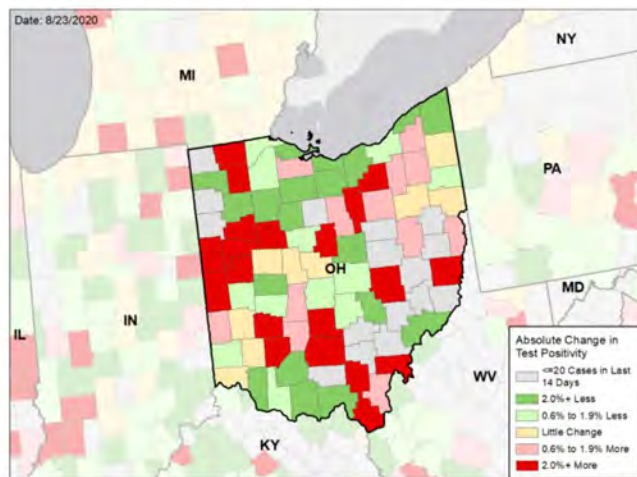 Date: 8/23/2020
NY
MI
PA
OH
MD
IL
IN
WV
KY
Absolute Change in
Test Positivity
<=20 Cases in Last
14 Days
2.0%+ Less
0.6% to 1.9% Less
Little Change
0.6% to 1.9% More
2.0%+ More